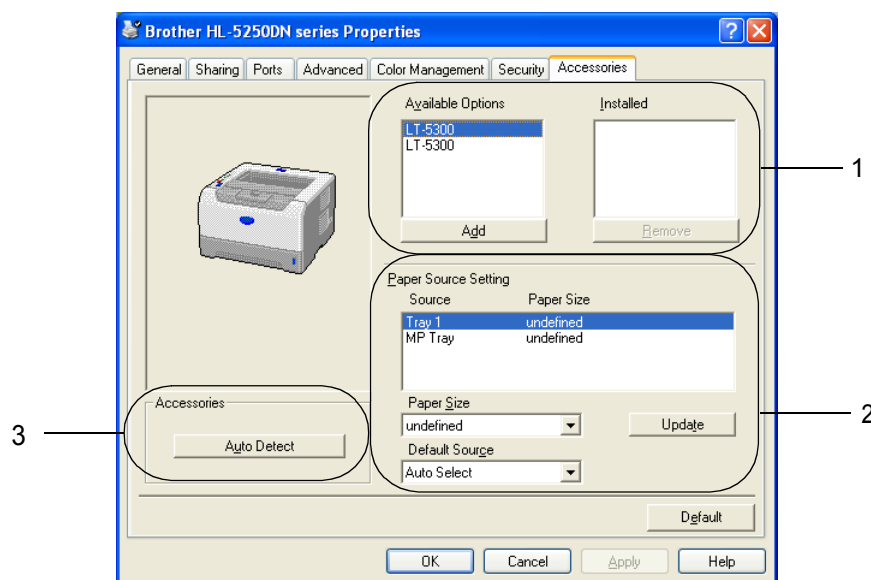 Brother HL-5250DN series Properties
General Sharing Ports Advanced Color Management Security Accessories
Available Options Installed
LT-5300
LT-5300
Add Remove
1
Paper Source Setting
Source Paper Size
Tray 1 undefined
MP Tray undefined
Paper Size
undefined Update
Default Source
Auto Select
2
Accessories
Auto Detect
3
Default
OK Cancel Apply Help